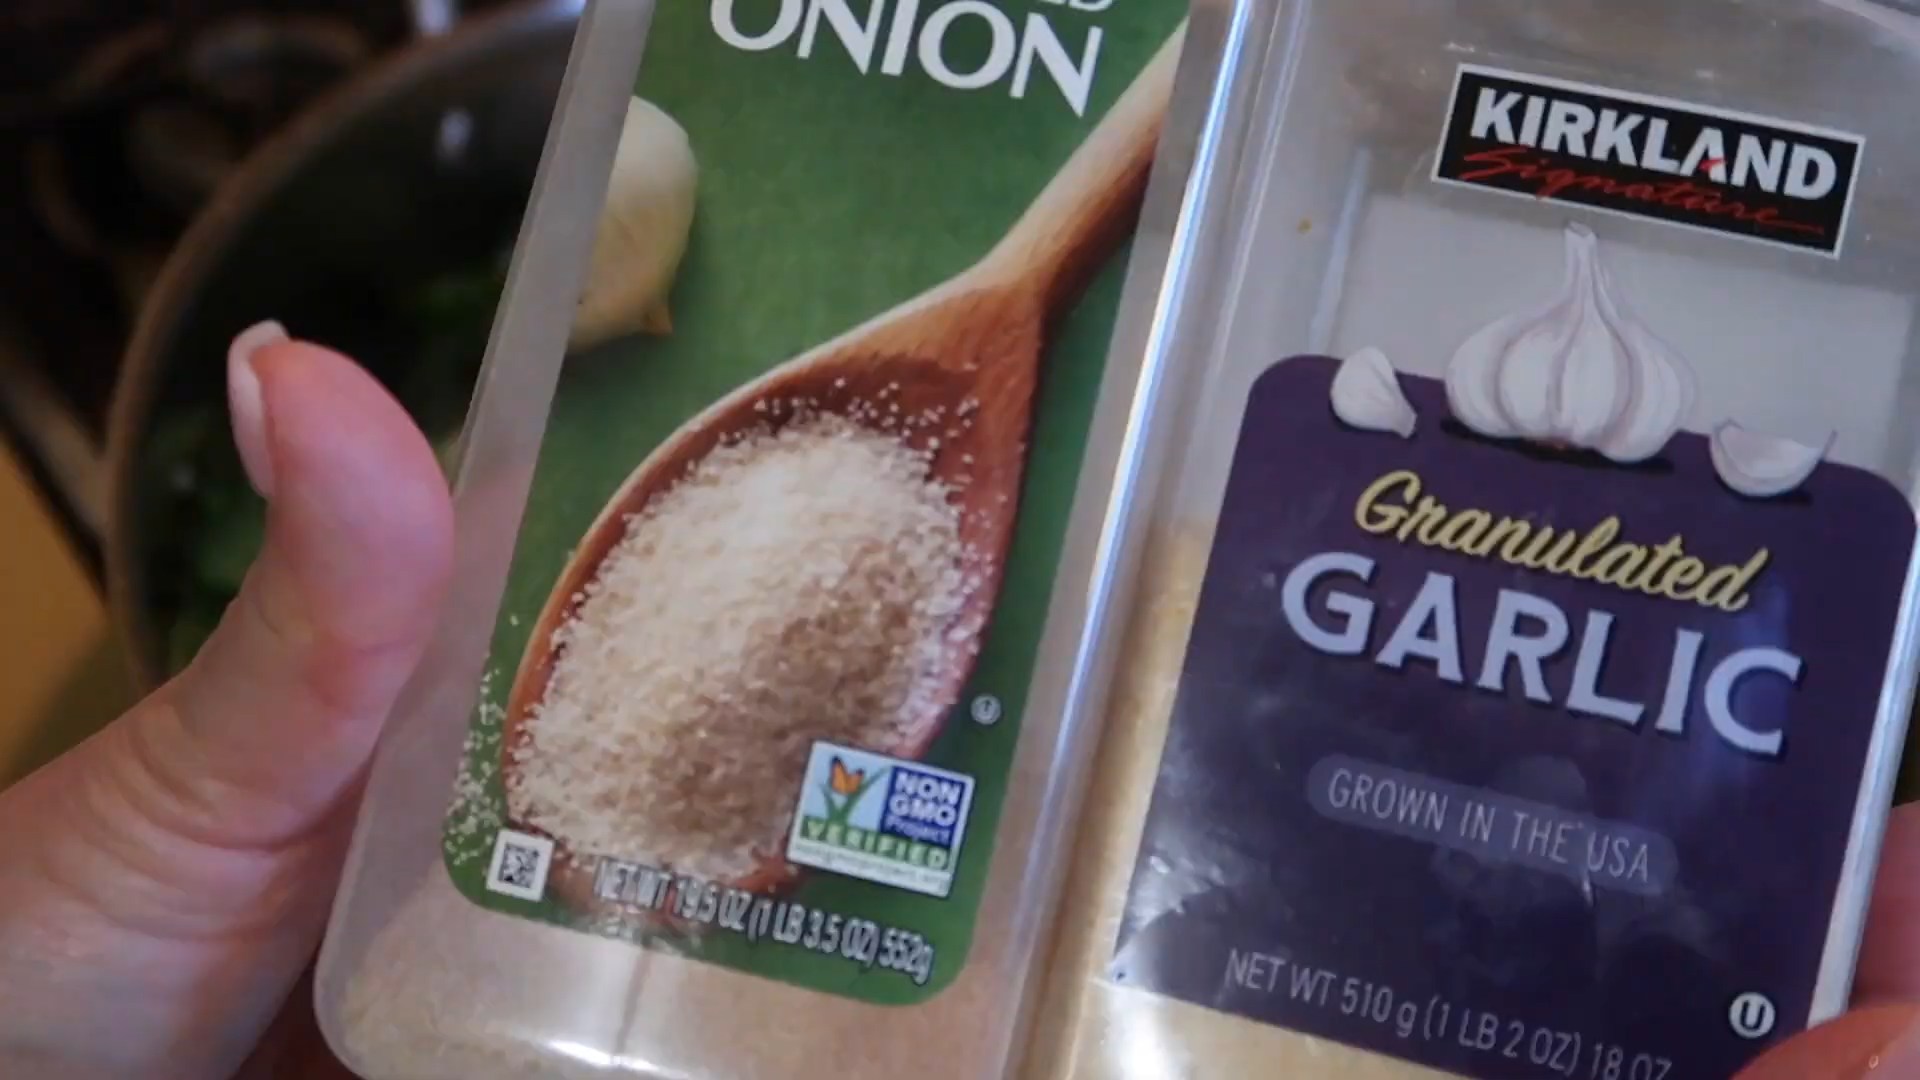 ONION
NON
GMO
Project
VERIFIED
NET WT 19.5 OZ (1 LB 3.5 OZ) 552g
KIRKLAND
Signature
Granulated
GARLIC
GROWN IN THE USA
NET WT 510 g (1 LB 2 OZ) 18 OZ
U